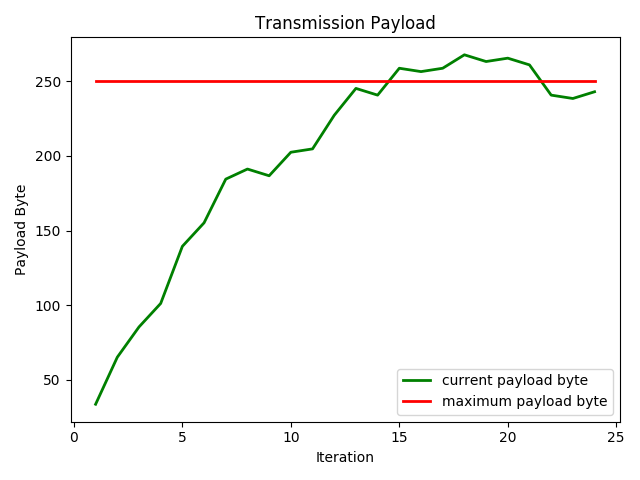 Transmission Payload
Payload Byte
250
200
150
100
50
0
5
10
15
20
25
Iteration
current payload byte
maximum payload byte